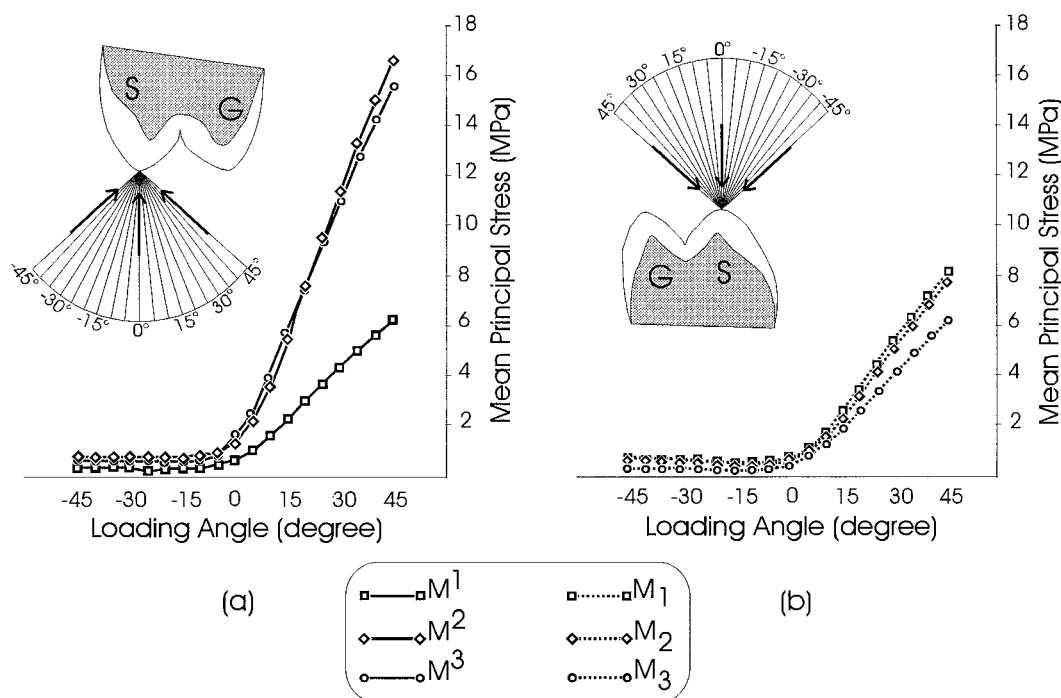 18
16
14
12
10
8
6
4
2
Mean Principal Stress (MPa)
S
G
-45°
-30°
-15°
0°
15°
30°
45°
-45 -30 -15 0 15 30 45
Loading Angle (degree)
(a)
18
16
14
12
10
8
6
4
2
Mean Principal Stress (MPa)
45°
30°
15°
0°
-15°
-30°
-45°
G
S
-45 -30 -15 0 15 30 45
Loading Angle (degree)
(b)
M¹ M₁
M² M₂
M³ M₃